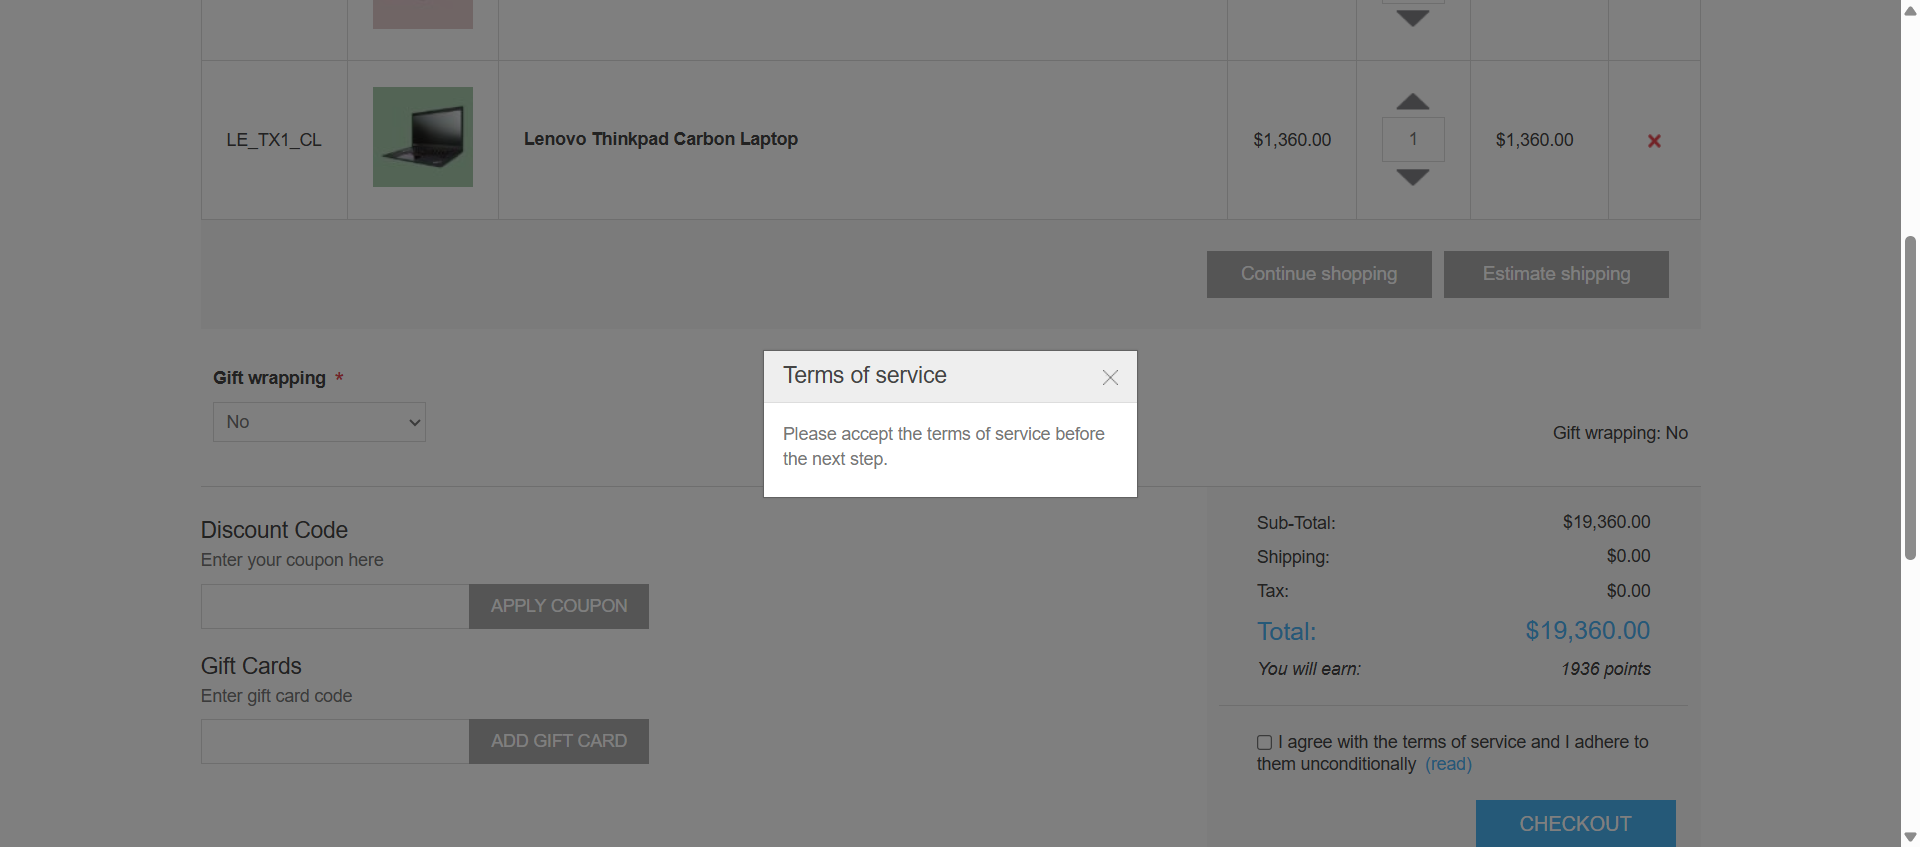 LE_TX1_CL
Lenovo Thinkpad Carbon Laptop
$1,360.00
1
$1,360.00
Continue shopping
Estimate shipping
Gift wrapping *
No
Terms of service
Please accept the terms of service before
the next step.
Gift wrapping: No
Discount Code
Enter your coupon here
APPLY COUPON
Gift Cards
Enter gift card code
ADD GIFT CARD
Sub-Total: $19,360.00
Shipping: $0.00
Tax: $0.00
Total: $19,360.00
You will earn: 1936 points
I agree with the terms of service and I adhere to
them unconditionally (read)
CHECKOUT